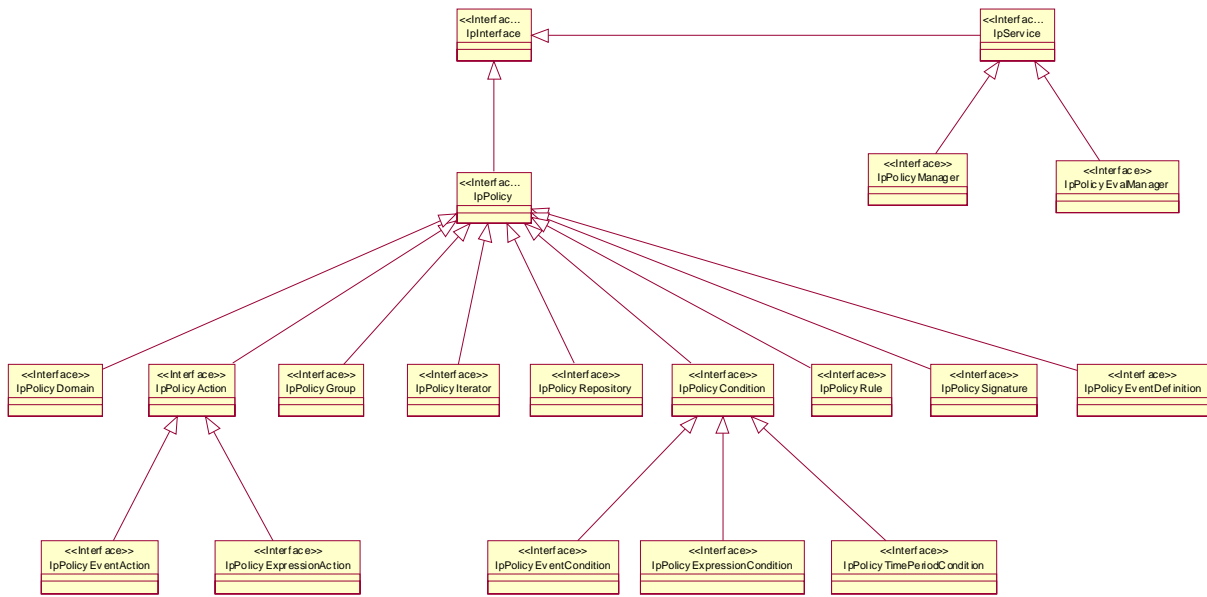 <<Interfac...
IpInterface
<<Interfac...
IpService
<<Interface>>
IpPolicyManager
<<Interface>>
IpPolicyEvalManager
<<Interfac...
IpPolicy
<<Interface>>
IpPolicyDomain
<<Interface>>
IpPolicyAction
<<Interface>>
IpPolicyGroup
<<Interface>>
IpPolicyIterator
<<Interface>>
IpPolicyRepository
<<Interface>>
IpPolicyCondition
<<Interface>>
IpPolicyRule
<<Interface>>
IpPolicySignature
<<Interface>>
IpPolicyEventDefinition
<<Interface>>
IpPolicyEventAction
<<Interface>>
IpPolicyExpressionAction
<<Interface>>
IpPolicyEventCondition
<<Interface>>
IpPolicyExpressionCondition
<<Interface>>
IpPolicyTimePeriodCondition